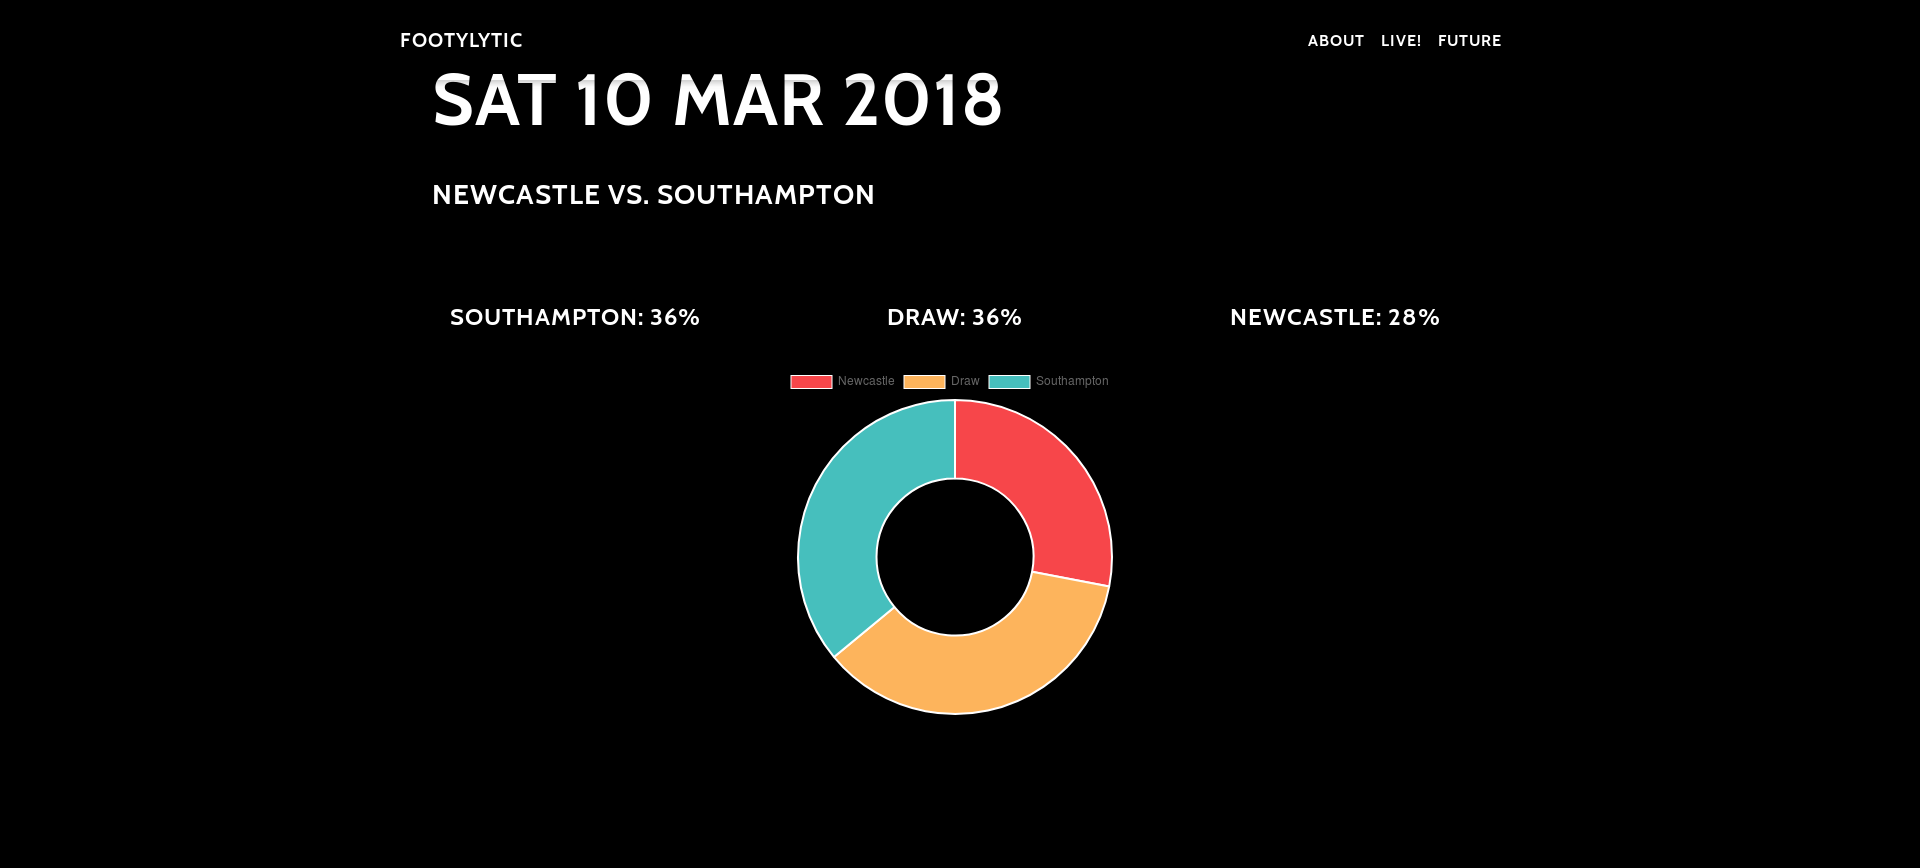 FOOTYLYTIC ABOUT LIVE! FUTURE
SAT 10 MAR 2018
NEWCASTLE VS. SOUTHAMPTON
SOUTHAMPTON: 36% DRAW: 36% NEWCASTLE: 28%
Newcastle Draw Southampton